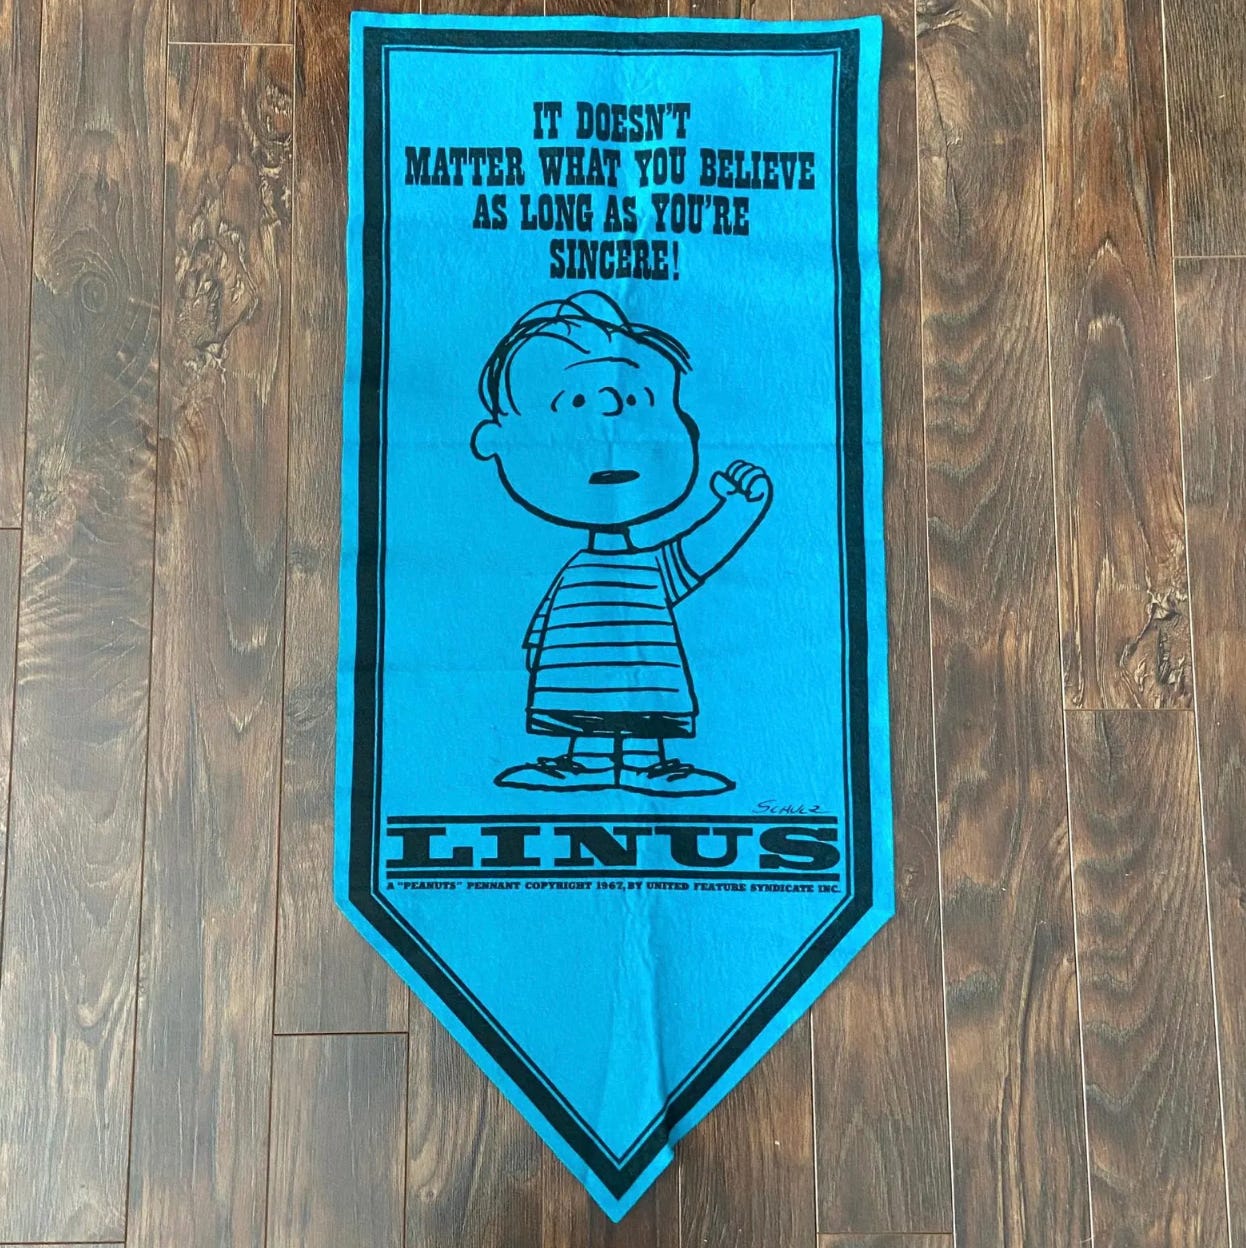 IT DOESN'T
MATTER WHAT YOU BELIEVE
AS LONG AS YOU'RE
SINCERE!
SCHULZ
LINUS
A "PEANUTS" PENNANT COPYRIGHT 1967, BY UNITED FEATURE SYNDICATE INC.